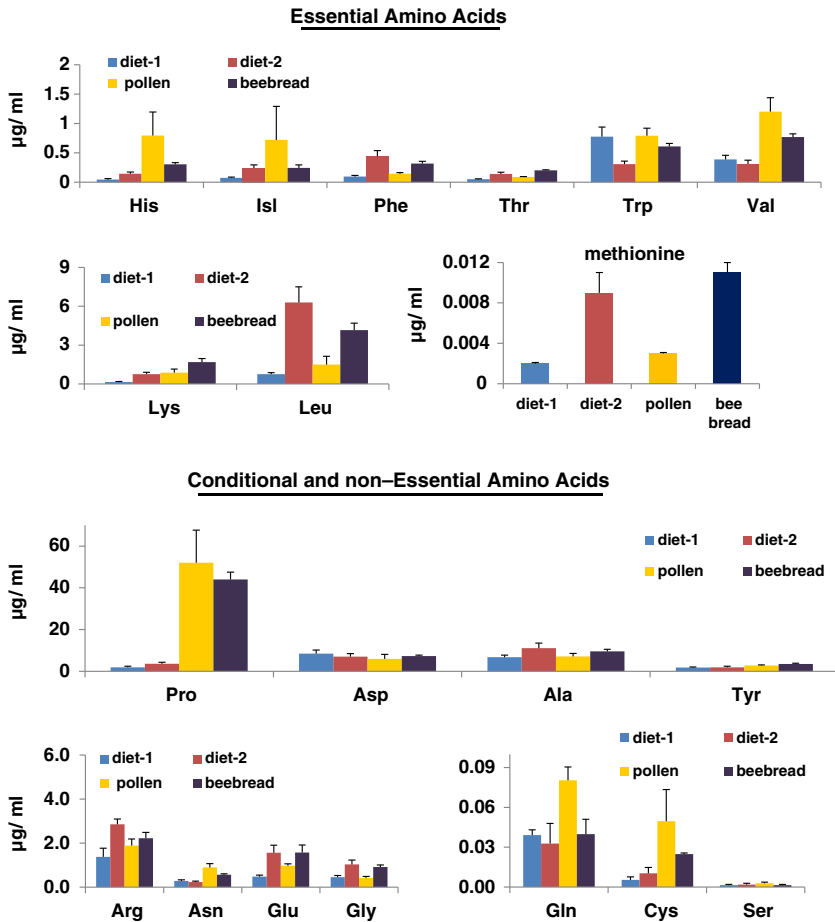 Essential Amino Acids
diet-1 diet-2
pollen beebread
µg/ ml
2
1.5
1
0.5
0
His Isl Phe Thr Trp Val
diet-1 diet-2
pollen beebread
µg/ ml
9
6
3
0
Lys Leu
methionine
µg/ ml
0.012
0.008
0.004
0
diet-1 diet-2 pollen bee
bread
Conditional and non–Essential Amino Acids
diet-1 diet-2
pollen beebread
µg/ ml
60
40
20
0
Pro Asp Ala Tyr
diet-1 diet-2
pollen beebread
µg/ ml
6.0
4.0
2.0
0.0
Arg Asn Glu Gly
diet-1 diet-2
pollen beebread
0.09
0.06
0.03
0.00
Gln Cys Ser